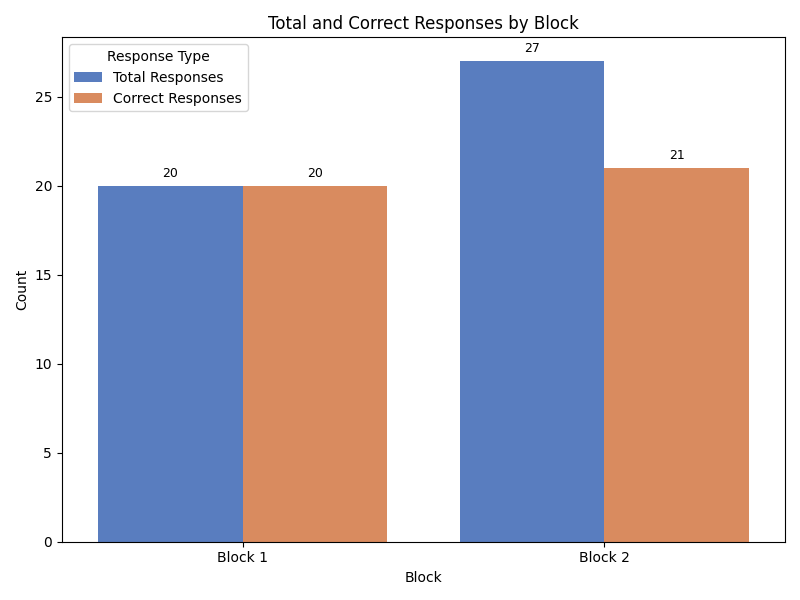 Total and Correct Responses by Block
Response Type
Total Responses
Correct Responses
27
21
20
20
25
20
15
10
5
0
Count
Block 1
Block 2
Block